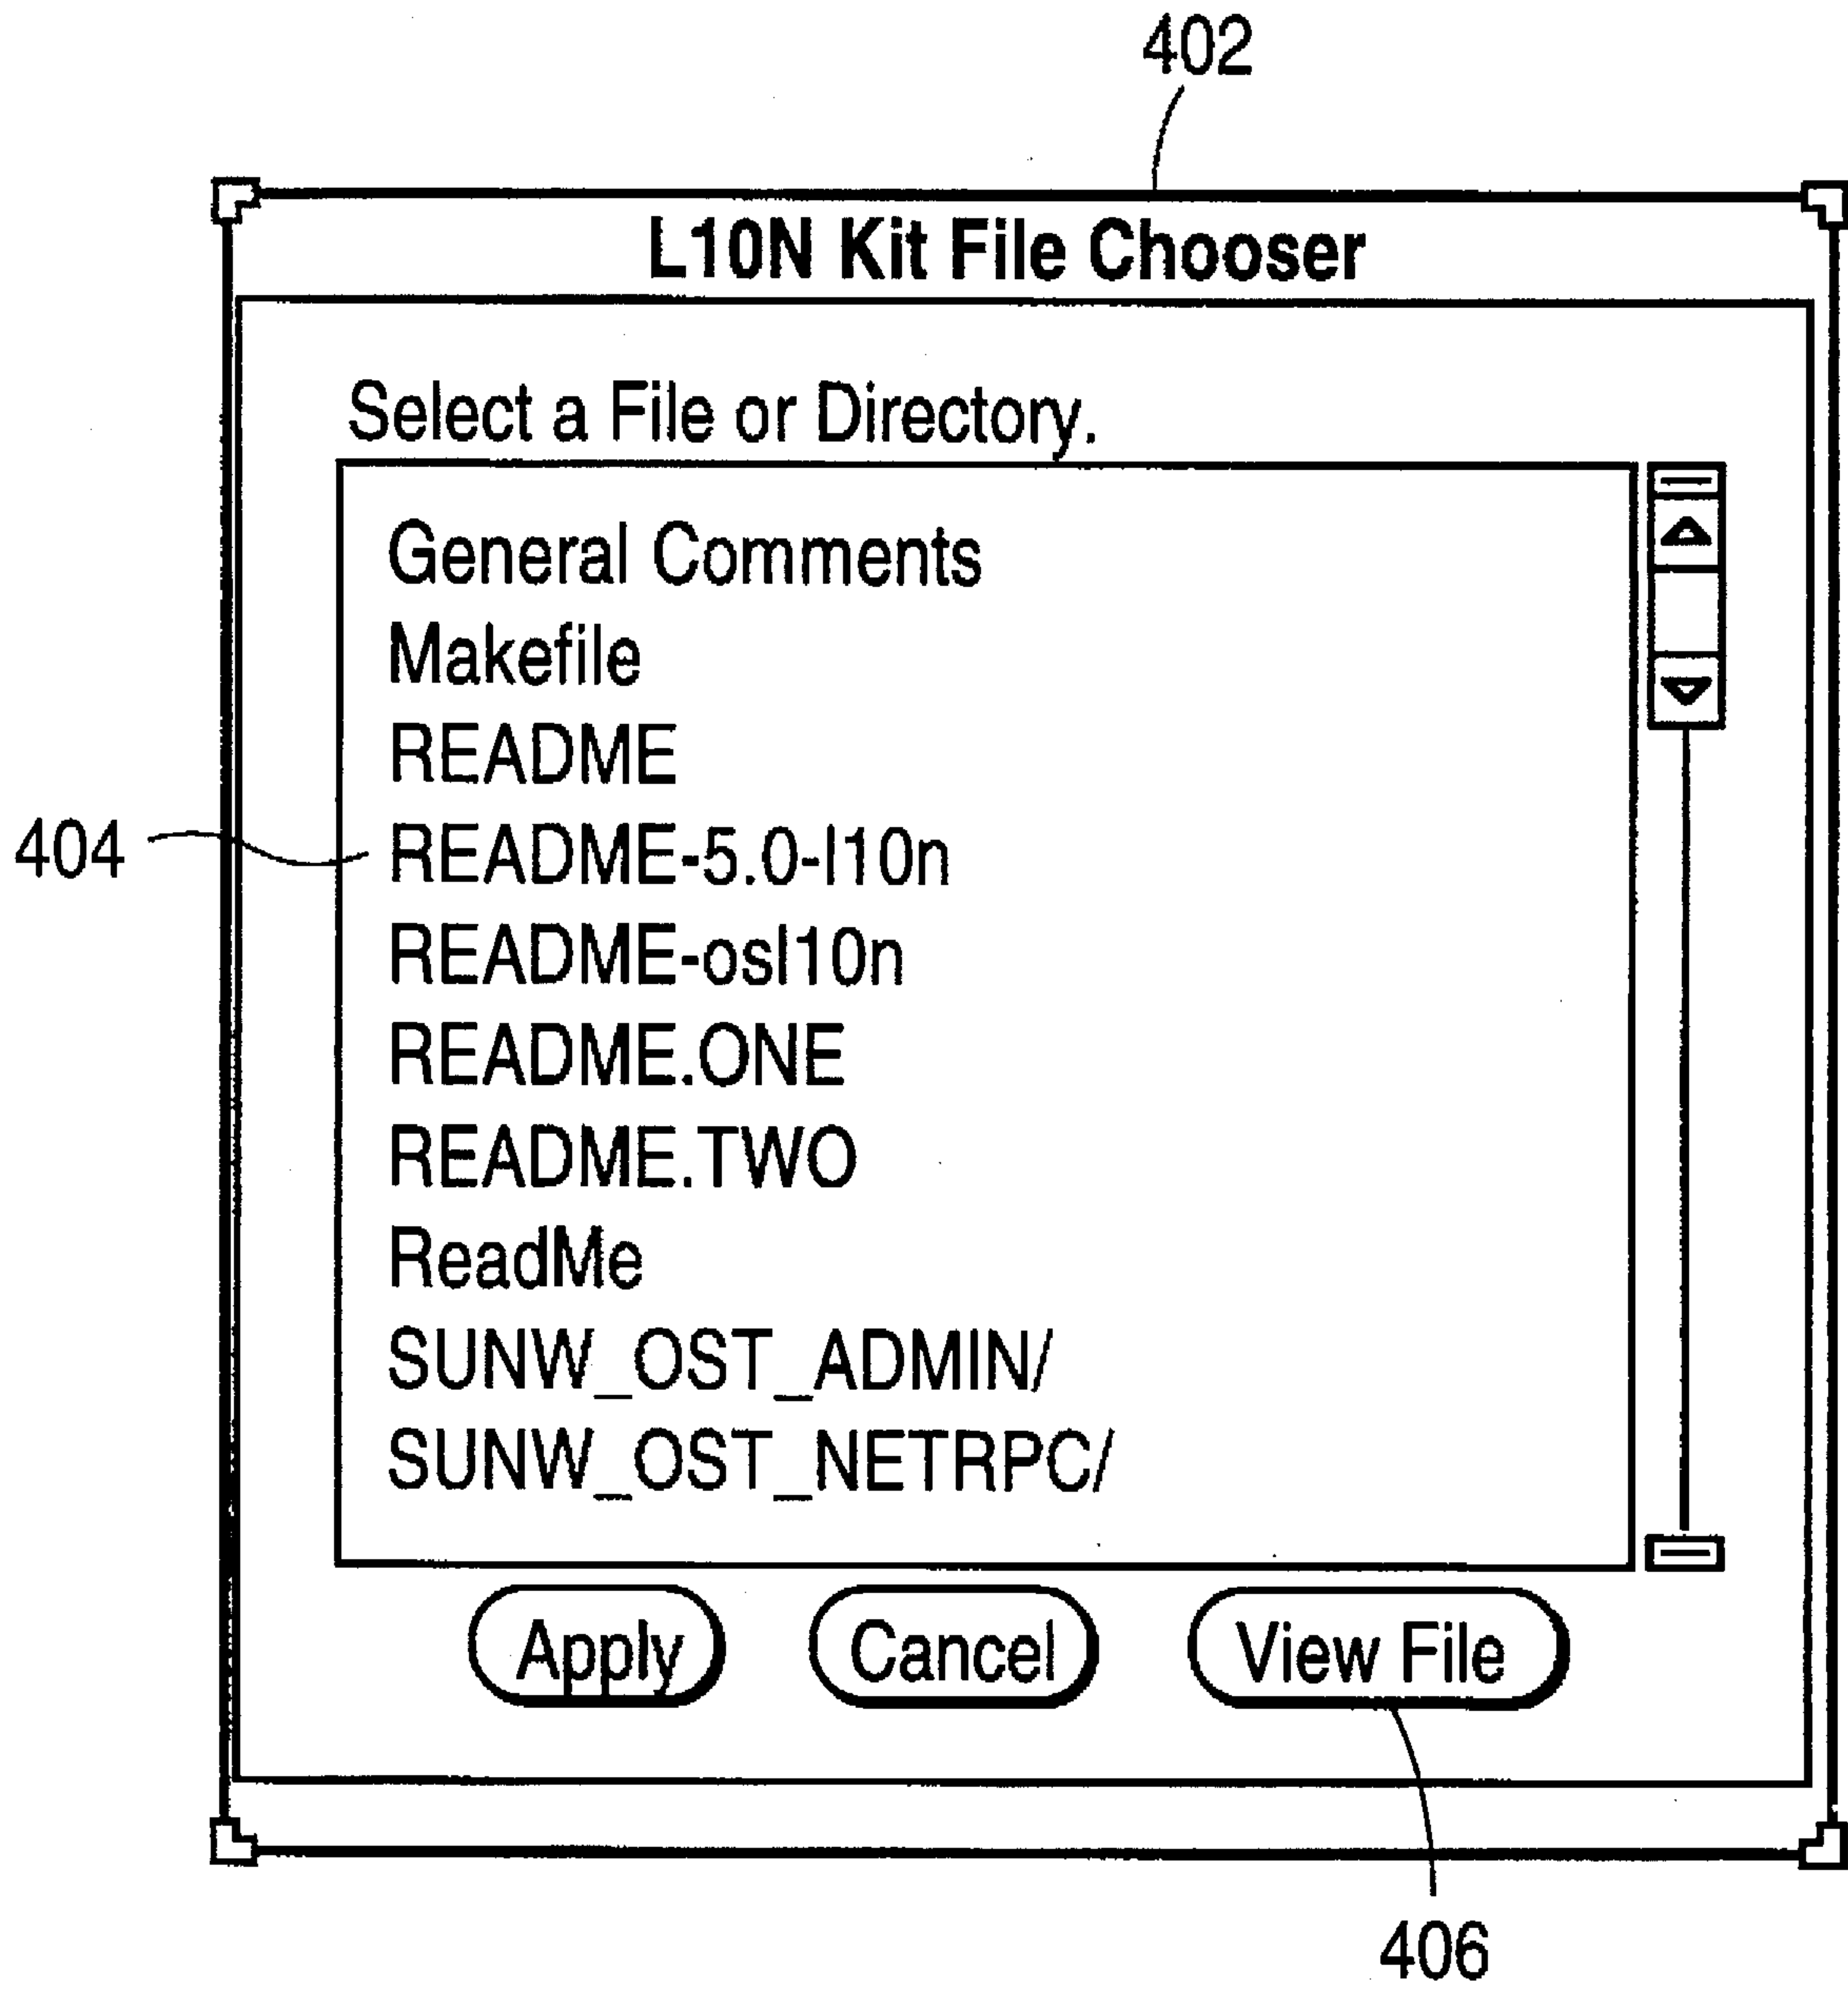 402
L10N Kit File Chooser
Select a File or Directory.
General Comments
Makefile
README
404
README-5.0-l10n
README-osl10n
README.ONE
README.TWO
ReadMe
SUNW_OST_ADMIN/
SUNW_OST_NETRPC/
Apply Cancel View File
406